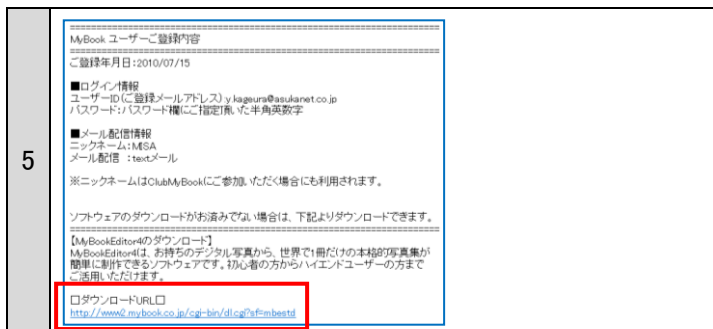 5
==============================================================
MyBook ユーザーご登録内容
==============================================================
ご登録年月日:2010/07/15
■ログイン情報
ユーザーID(ご登録メールアドレス) y.kageura@asukanet.co.jp
パスワード:パスワード欄にご指定頂いた半角英数字
■メール配信情報
ニックネーム:MISA
メール配信 :textメール
※ニックネームはClubMyBookにご参加いただく場合にも利用されます。
ソフトウェアのダウンロードがお済みでない場合は、下記よりダウンロードできます。
==============================================================
【MyBookEditor4のダウンロード】
MyBookEditor4は、お持ちのデジタル写真から、世界で1冊だけの本格的写真集が
簡単に制作できるソフトウェアです。初心者の方からハイエンドユーザーの方まで
ご活用いただけます。
□ダウンロードURL□
http://www2.mybook.co.jp/cgi-bin/dl.cgi?sf=mbestd